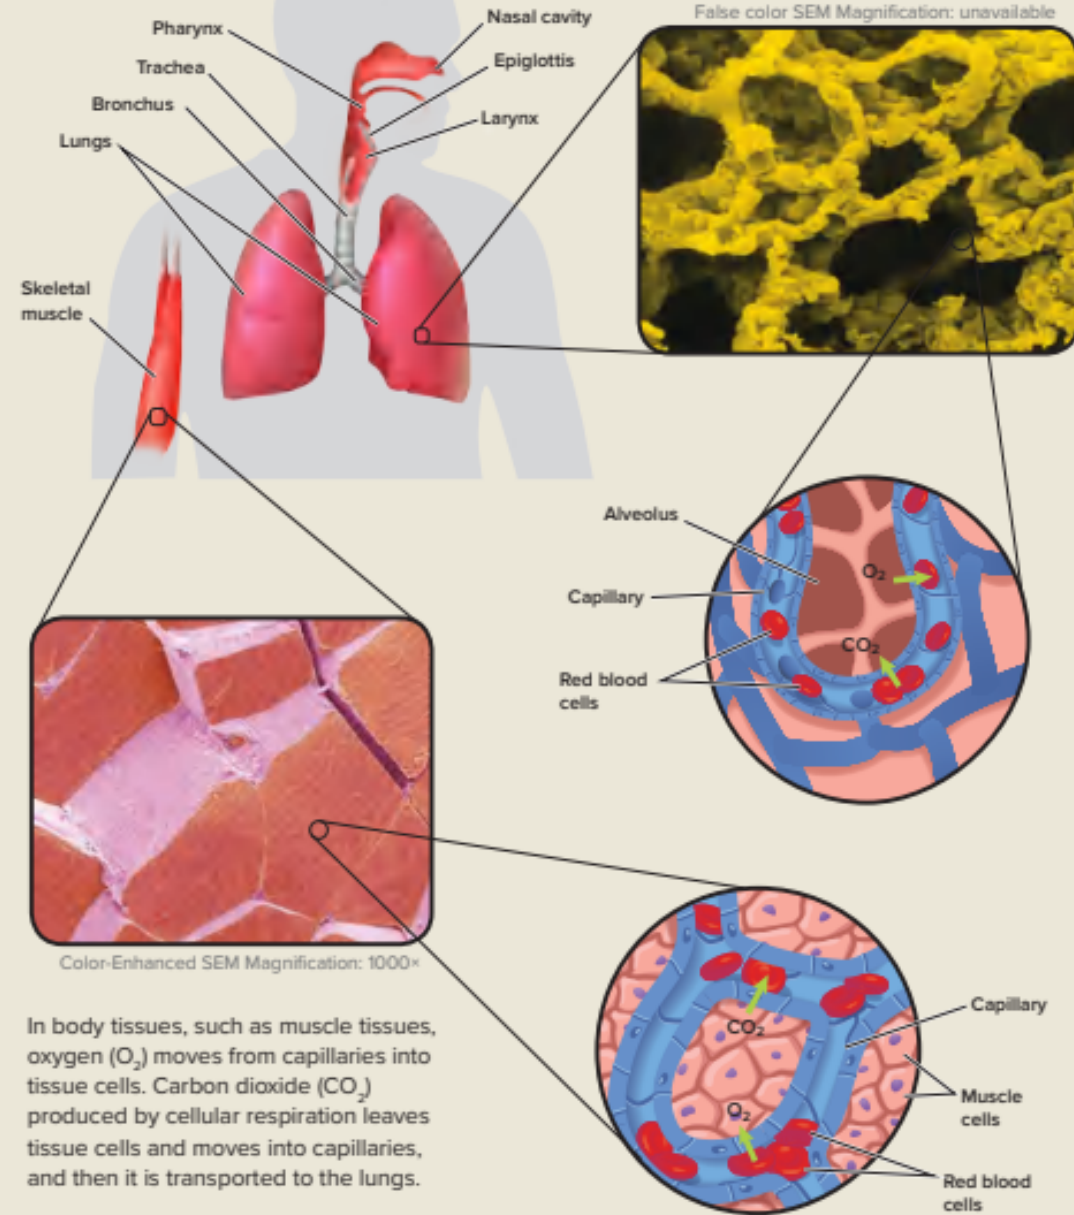 False color SEM Magnification: unavailable
Pharynx
Nasal cavity
Trachea
Epiglottis
Bronchus
Larynx
Lungs
Skeletal
muscle
Alveolus
O₂
Capillary
CO₂
Red blood
cells
Color-Enhanced SEM Magnification: 1000×
In body tissues, such as muscle tissues,
oxygen (O₂) moves from capillaries into
tissue cells. Carbon dioxide (CO₂)
produced by cellular respiration leaves
tissue cells and moves into capillaries,
and then it is transported to the lungs.
Capillary
CO₂
Muscle
cells
O₂
Red blood
cells